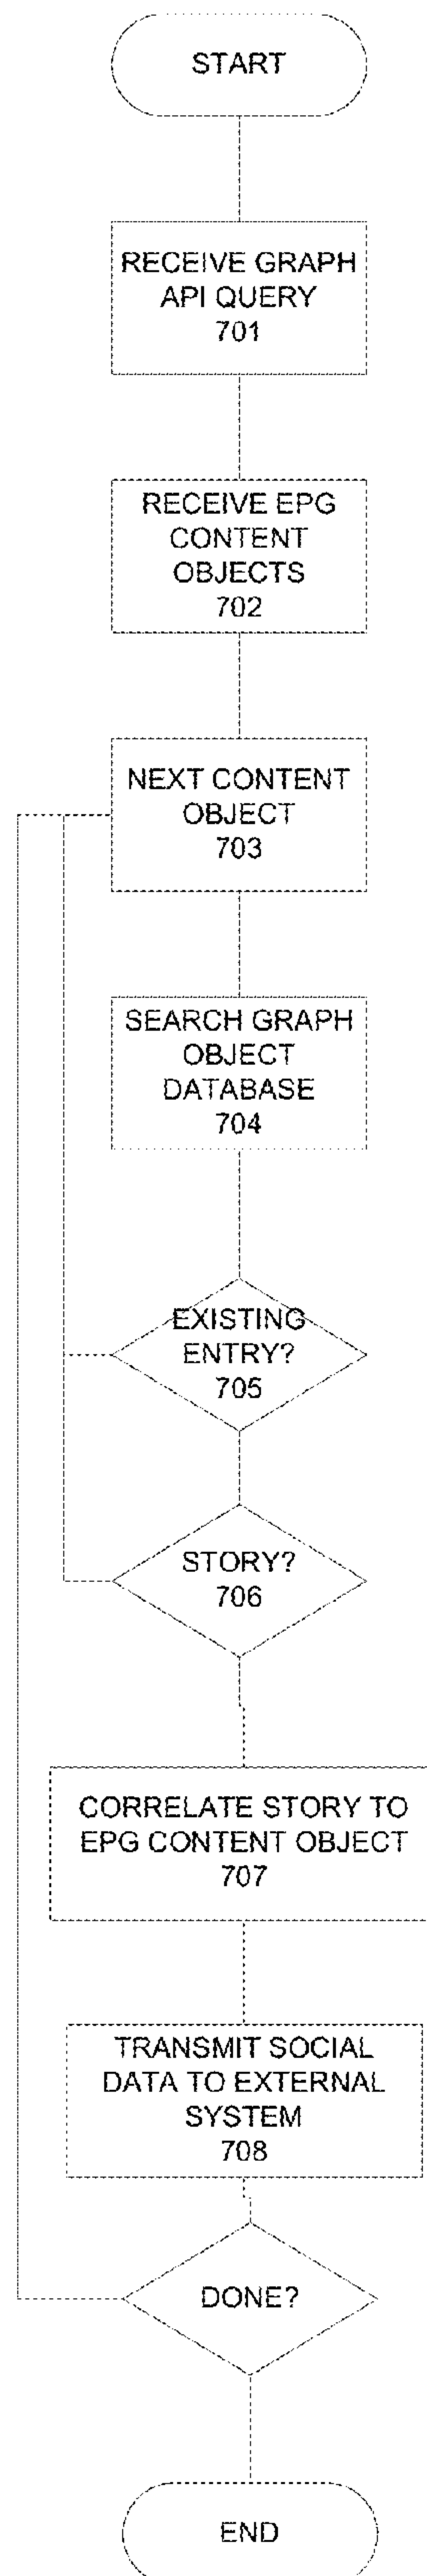 START
RECEIVE GRAPH
API QUERY
701
RECEIVE EPG
CONTENT
OBJECTS
702
NEXT CONTENT
OBJECT
703
SEARCH GRAPH
OBJECT
DATABASE
704
EXISTING
ENTRY?
705
STORY?
706
CORRELATE STORY TO
EPG CONTENT OBJECT
707
TRANSMIT SOCIAL
DATA TO EXTERNAL
SYSTEM
708
DONE?
END